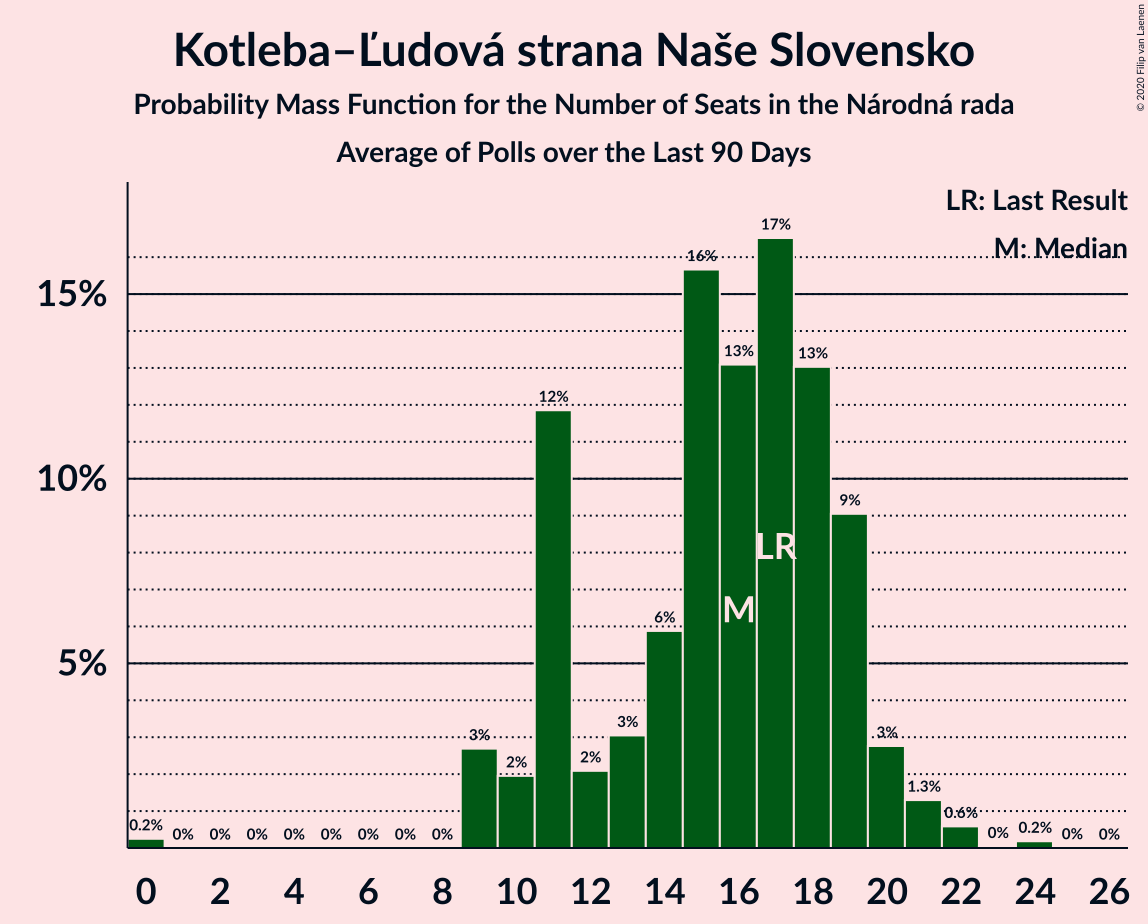 Kotleba–Ľudová strana Naše Slovensko
Probability Mass Function for the Number of Seats in the Národná rada
Average of Polls over the Last 90 Days
© 2020 Filip van Laenen
LR: Last Result
M: Median
15%
10%
5%
0.2% 0% 0% 0% 0% 0% 0% 0% 0% 3% 2% 12% 2% 3% 6% 16% 13% 17% 13% 9% 3% 1.3% 0.6% 0% 0.2% 0% 0%
LR
M
0 2 4 6 8 10 12 14 16 18 20 22 24 26